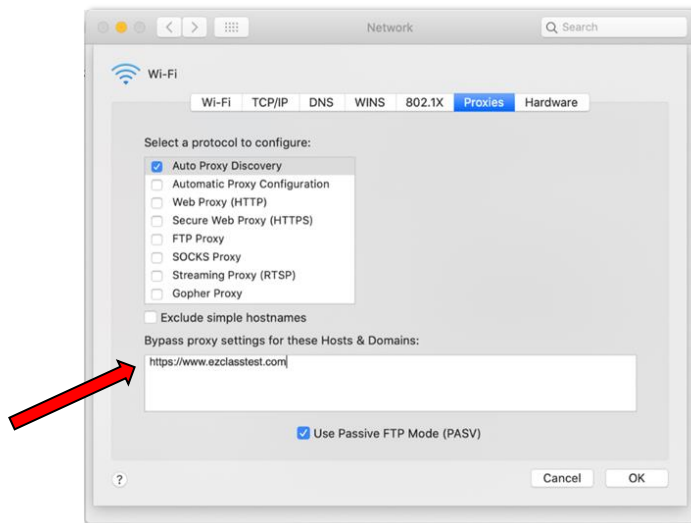 Network
Search
Wi-Fi
Wi-Fi TCP/IP DNS WINS 802.1X Proxies Hardware
Select a protocol to configure:
Auto Proxy Discovery
Automatic Proxy Configuration
Web Proxy (HTTP)
Secure Web Proxy (HTTPS)
FTP Proxy
SOCKS Proxy
Streaming Proxy (RTSP)
Gopher Proxy
Exclude simple hostnames
Bypass proxy settings for these Hosts & Domains:
https://www.ezclasstest.com
Use Passive FTP Mode (PASV)
?
Cancel OK